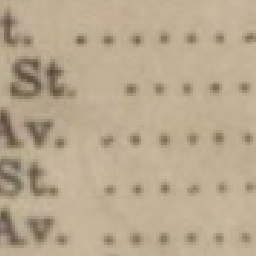 t. . . . . . . .
St. . . . . .
Av. . . . . . .
St. . . . . . .
Av. . . . . . .